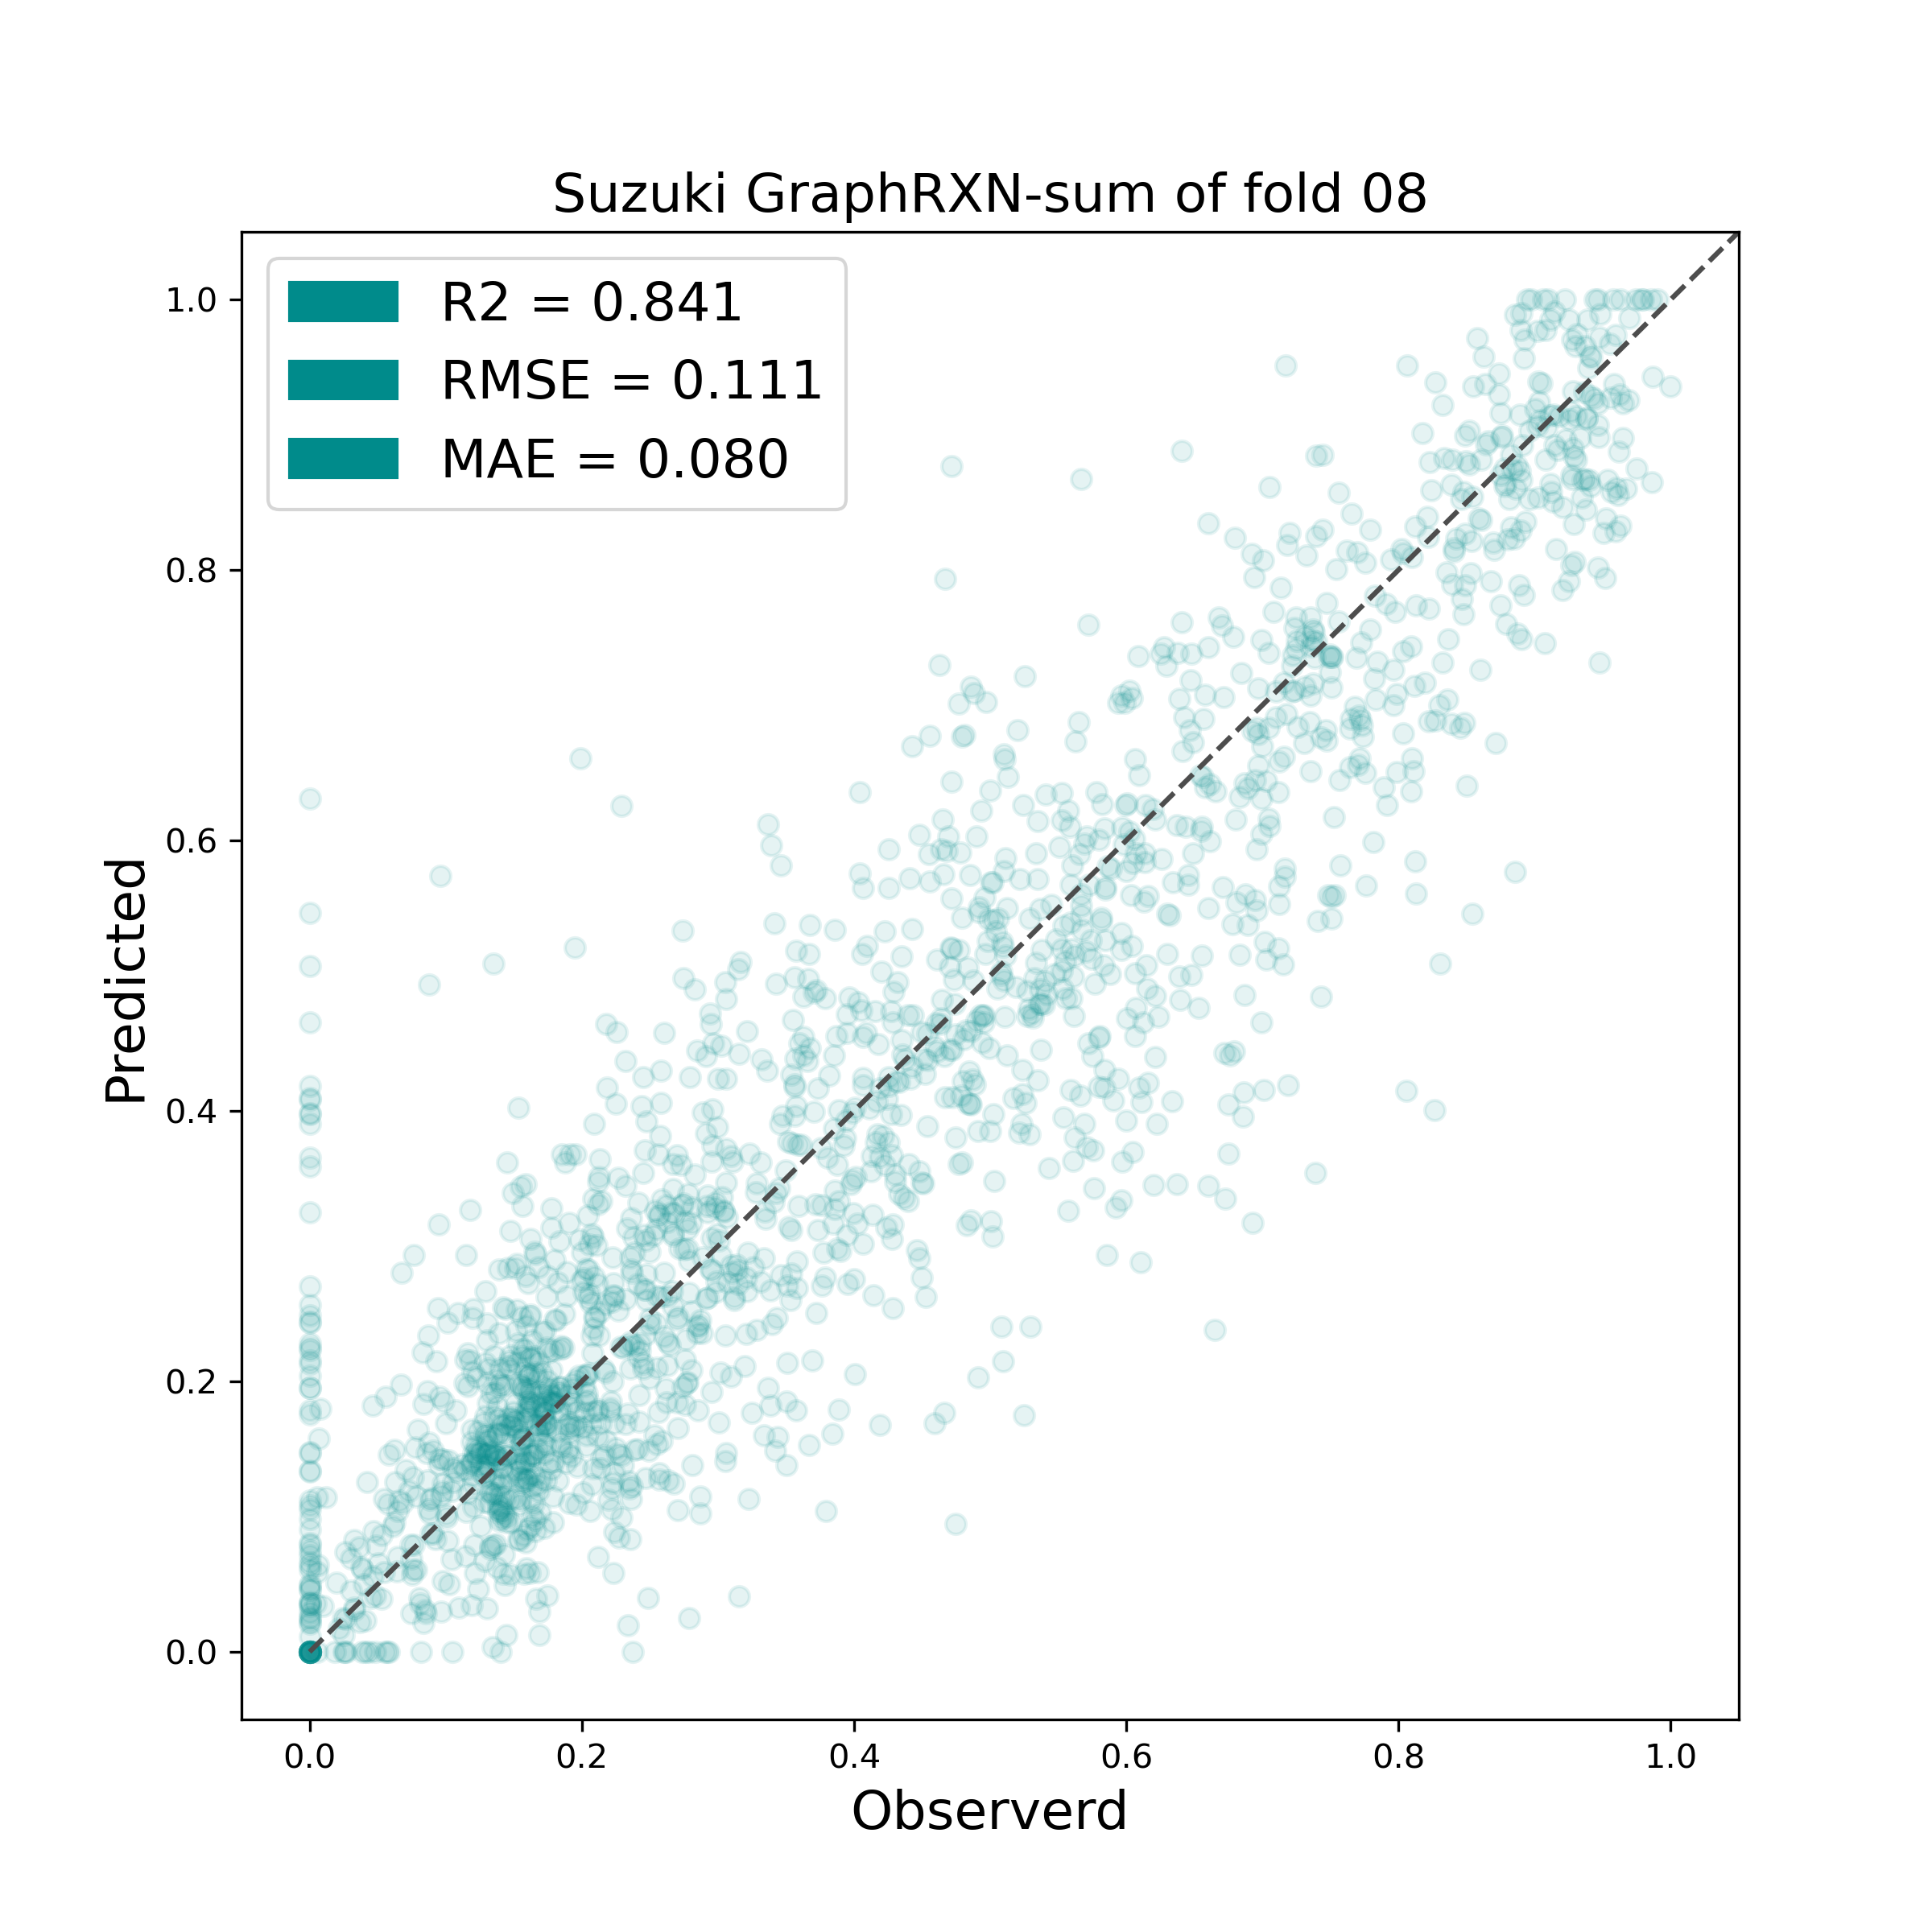 Suzuki GraphRXN-sum of fold 08
R2 = 0.841
RMSE = 0.111
MAE = 0.080
1.0
0.8
0.6
0.4
0.2
0.0
Predicted
0.0 0.2 0.4 0.6 0.8 1.0
Observerd